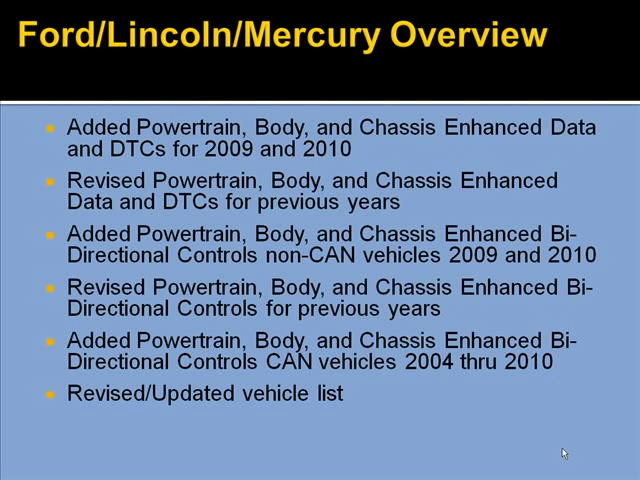 Ford/Lincoln/Mercury Overview
Added Powertrain, Body, and Chassis Enhanced Data
and DTCs for 2009 and 2010
Revised Powertrain, Body, and Chassis Enhanced
Data and DTCs for previous years
Added Powertrain, Body, and Chassis Enhanced Bi-
Directional Controls non-CAN vehicles 2009 and 2010
Revised Powertrain, Body, and Chassis Enhanced Bi-
Directional Controls for previous years
Added Powertrain, Body, and Chassis Enhanced Bi-
Directional Controls CAN vehicles 2004 thru 2010
Revised/Updated vehicle list